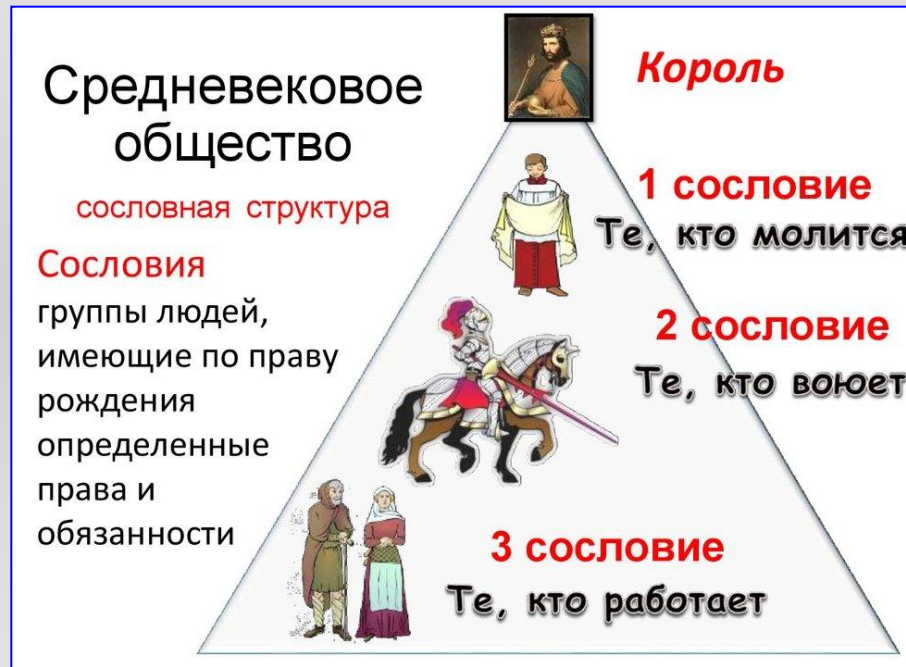 Средневековое
общество
сословная структура
Сословия
группы людей,
имеющие по праву
рождения
определенные
права и
обязанности
Король
1 сословие
Те, кто молится
2 сословие
Те, кто воюет
3 сословие
Те, кто работает